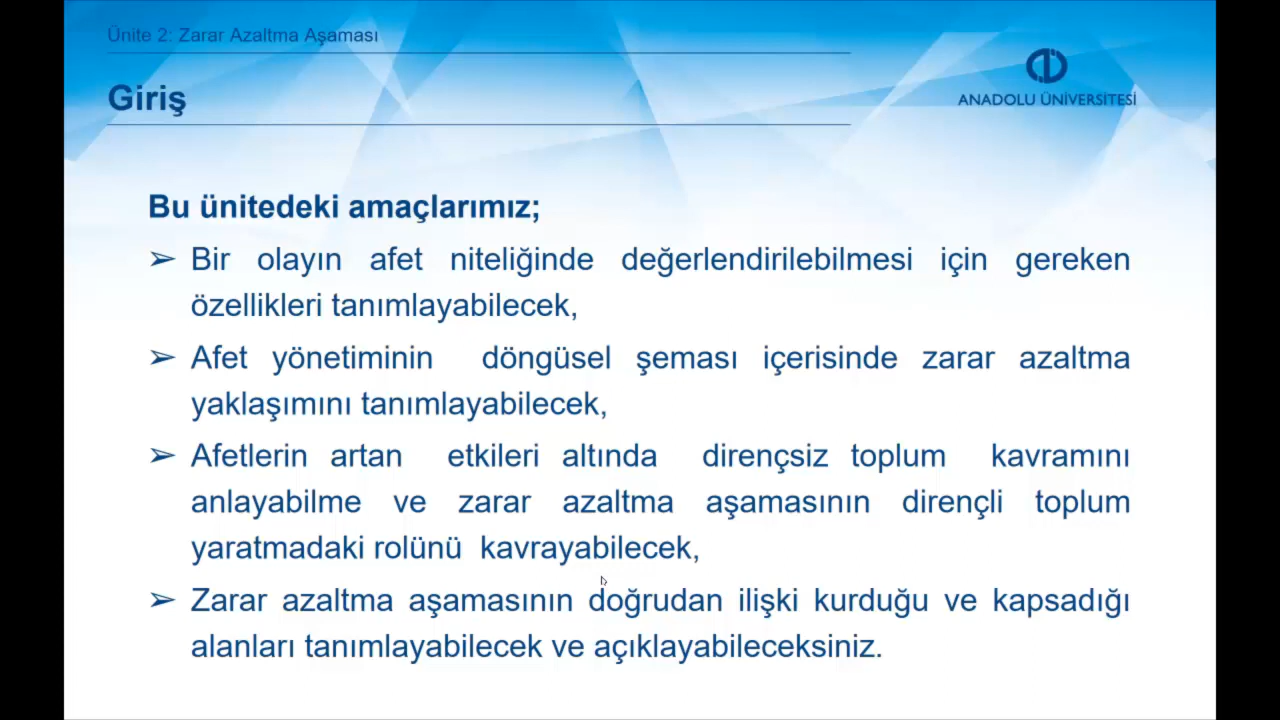 Ünite 2: Zarar Azaltma Aşaması
Giriş
ANADOLU ÜNİVERSİTESİ
Bu ünitedeki amaçlarımız;
➢ Bir olayın afet niteliğinde değerlendirilebilmesi için gereken
özellikleri tanımlayabilecek,
➢ Afet yönetiminin döngüsel şeması içerisinde zarar azaltma
yaklaşımını tanımlayabilecek,
➢ Afetlerin artan etkileri altında dirençsiz toplum kavramını
anlayabilme ve zarar azaltma aşamasının dirençli toplum
yaratmadaki rolünü kavrayabilecek,
➢ Zarar azaltma aşamasının doğrudan ilişki kurduğu ve kapsadığı
alanları tanımlayabilecek ve açıklayabileceksiniz.